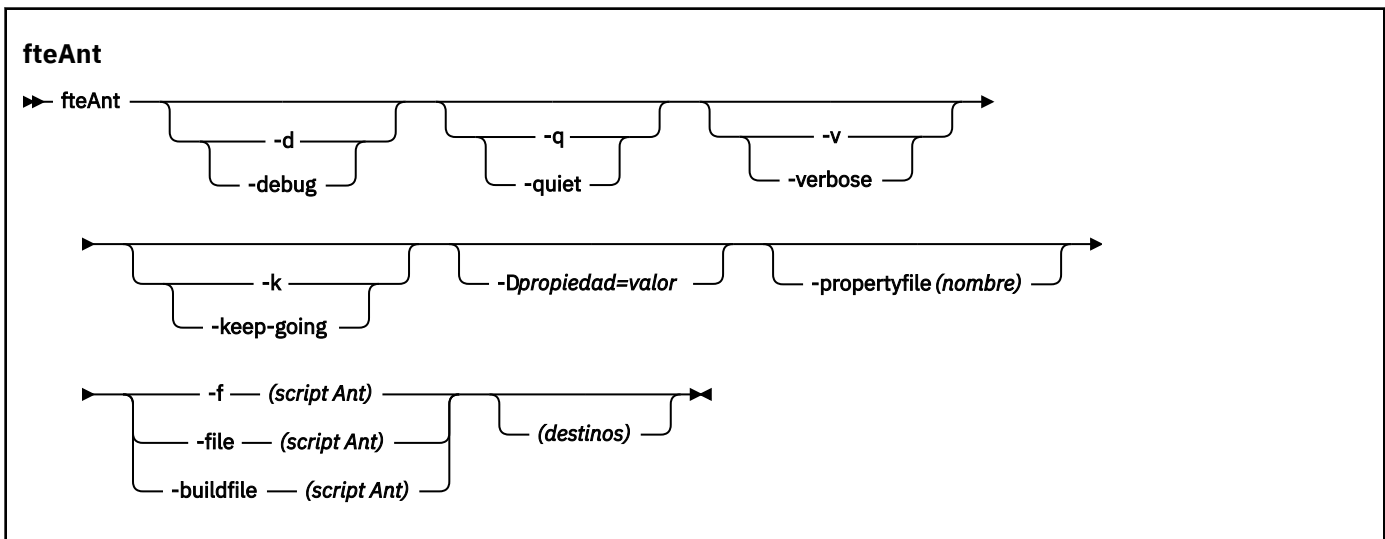 fteAnt
fteAnt
-d -q -v
-debug -quiet -verbose
-k -Dpropiedad=valor -propertyfile (nombre)
-keep-going
-f (script Ant)
-file (script Ant) (destinos)
-buildfile (script Ant)